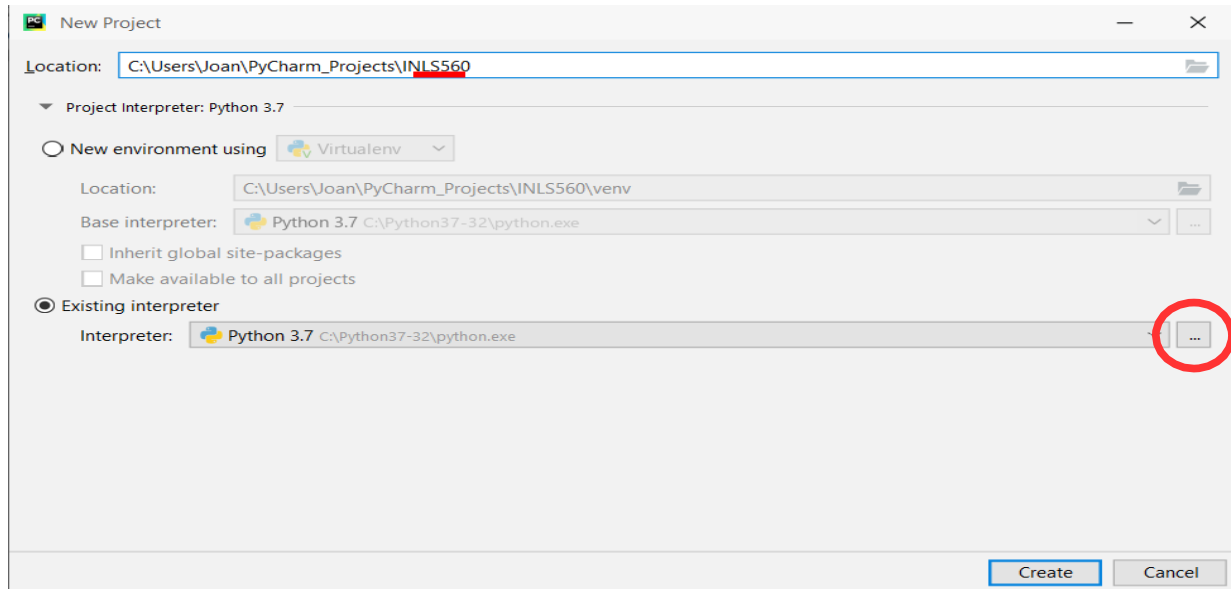 PC New Project
Location: C:\Users\Joan\PyCharm_Projects\INLS560
Project Interpreter: Python 3.7
New environment using Virtualenv
Location: C:\Users\Joan\PyCharm_Projects\INLS560\venv
Base interpreter: Python 3.7 C:\Python37-32\python.exe ...
Inherit global site-packages
Make available to all projects
Existing interpreter
Interpreter: Python 3.7 C:\Python37-32\python.exe ...
Create Cancel